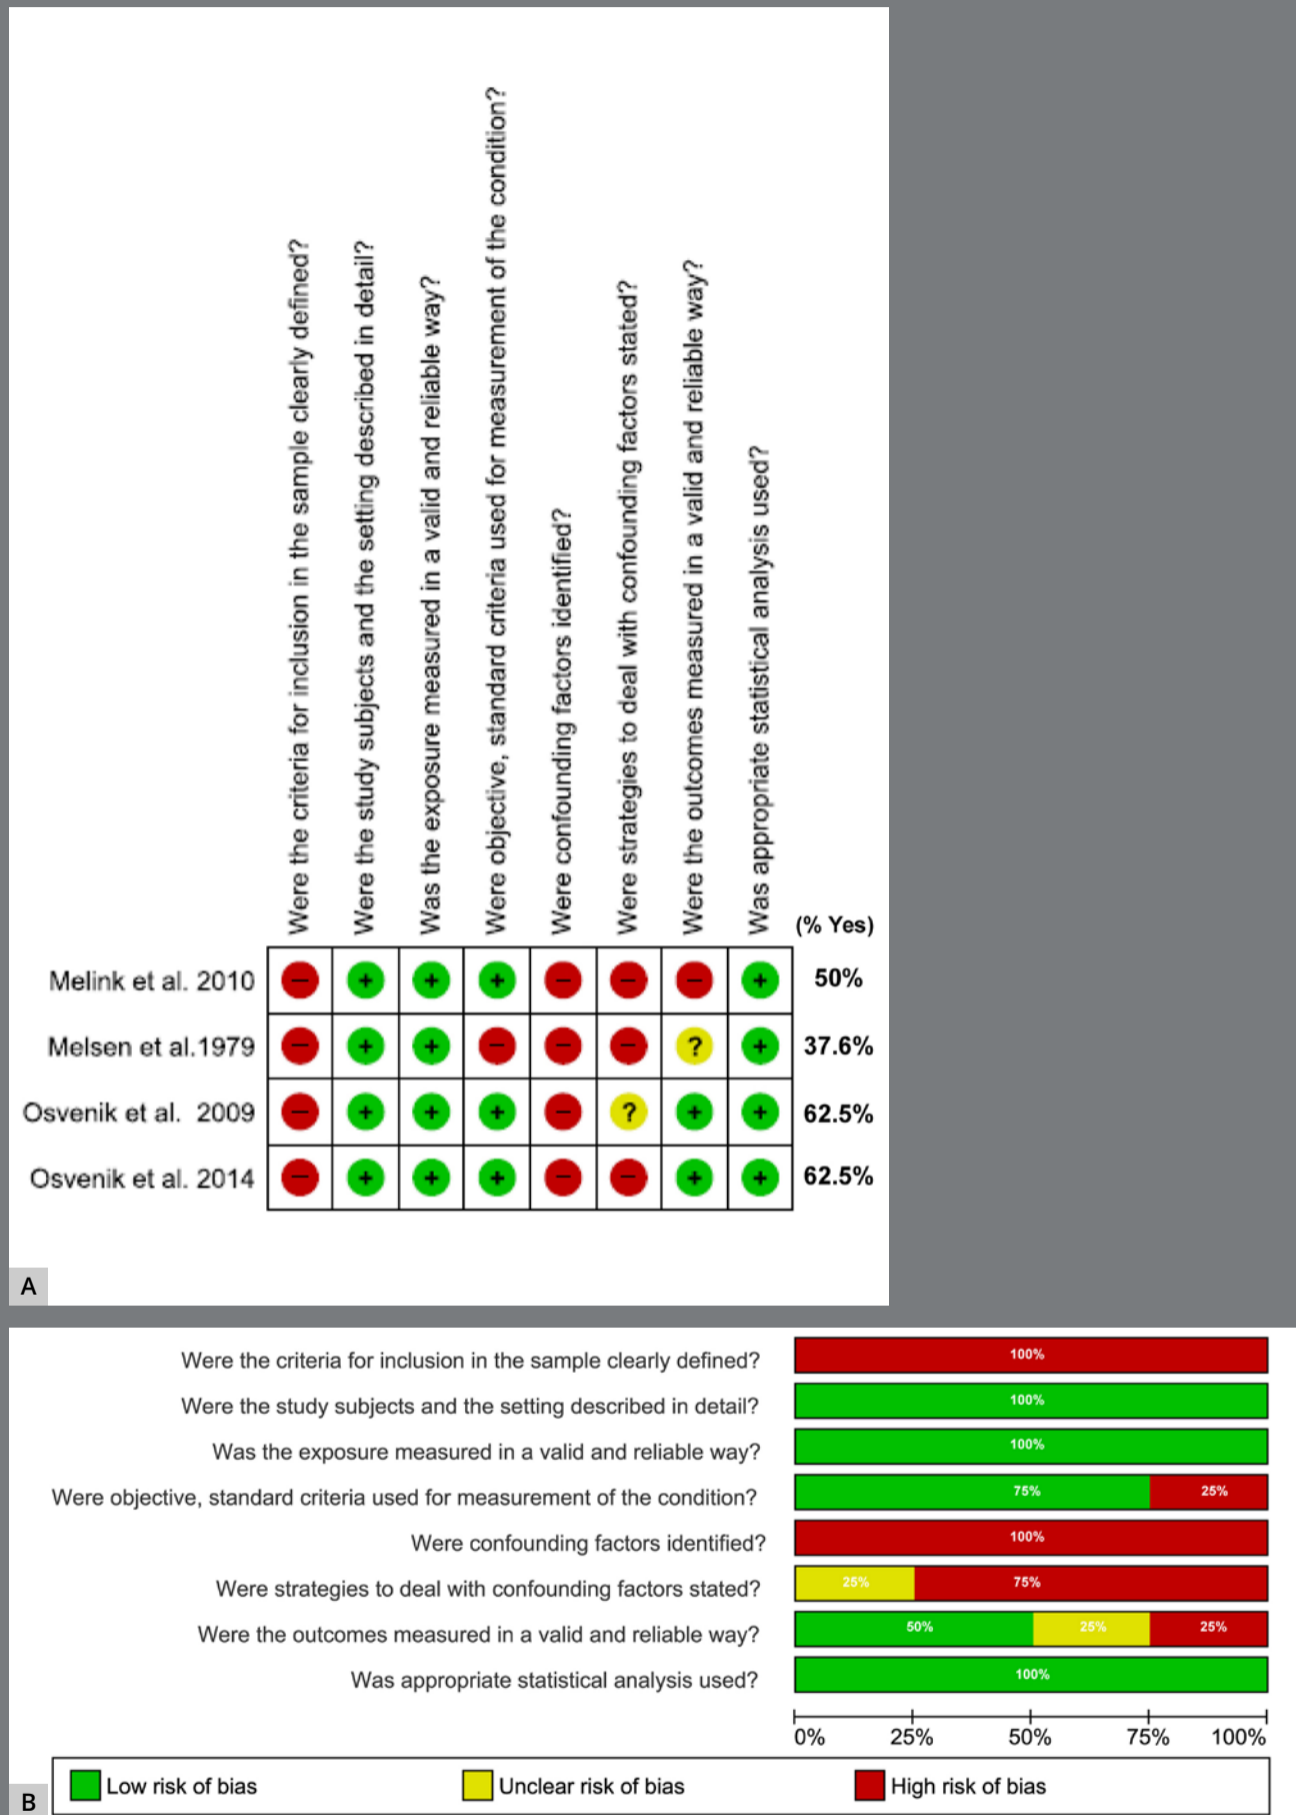 Were the criteria for inclusion in the sample clearly defined?
Were the study subjects and the setting described in detail?
Was the exposure measured in a valid and reliable way?
Were objective, standard criteria used for measurement of the condition?
Were confounding factors identified?
Were strategies to deal with confounding factors stated?
Were the outcomes measured in a valid and reliable way?
Was appropriate statistical analysis used?
(% Yes)
Melink et al. 2010 − + + + − − − + 50%
Melsen et al.1979 − + + − − − ? + 37.6%
Osvenik et al. 2009 − + + + − ? + + 62.5%
Osvenik et al. 2014 − + + + − − + + 62.5%
A
Were the criteria for inclusion in the sample clearly defined? 100%
Were the study subjects and the setting described in detail? 100%
Was the exposure measured in a valid and reliable way? 100%
Were objective, standard criteria used for measurement of the condition? 75% 25%
Were confounding factors identified? 100%
Were strategies to deal with confounding factors stated? 25% 75%
Were the outcomes measured in a valid and reliable way? 50% 25% 25%
Was appropriate statistical analysis used? 100%
0% 25% 50% 75% 100%
Low risk of bias Unclear risk of bias High risk of bias
B